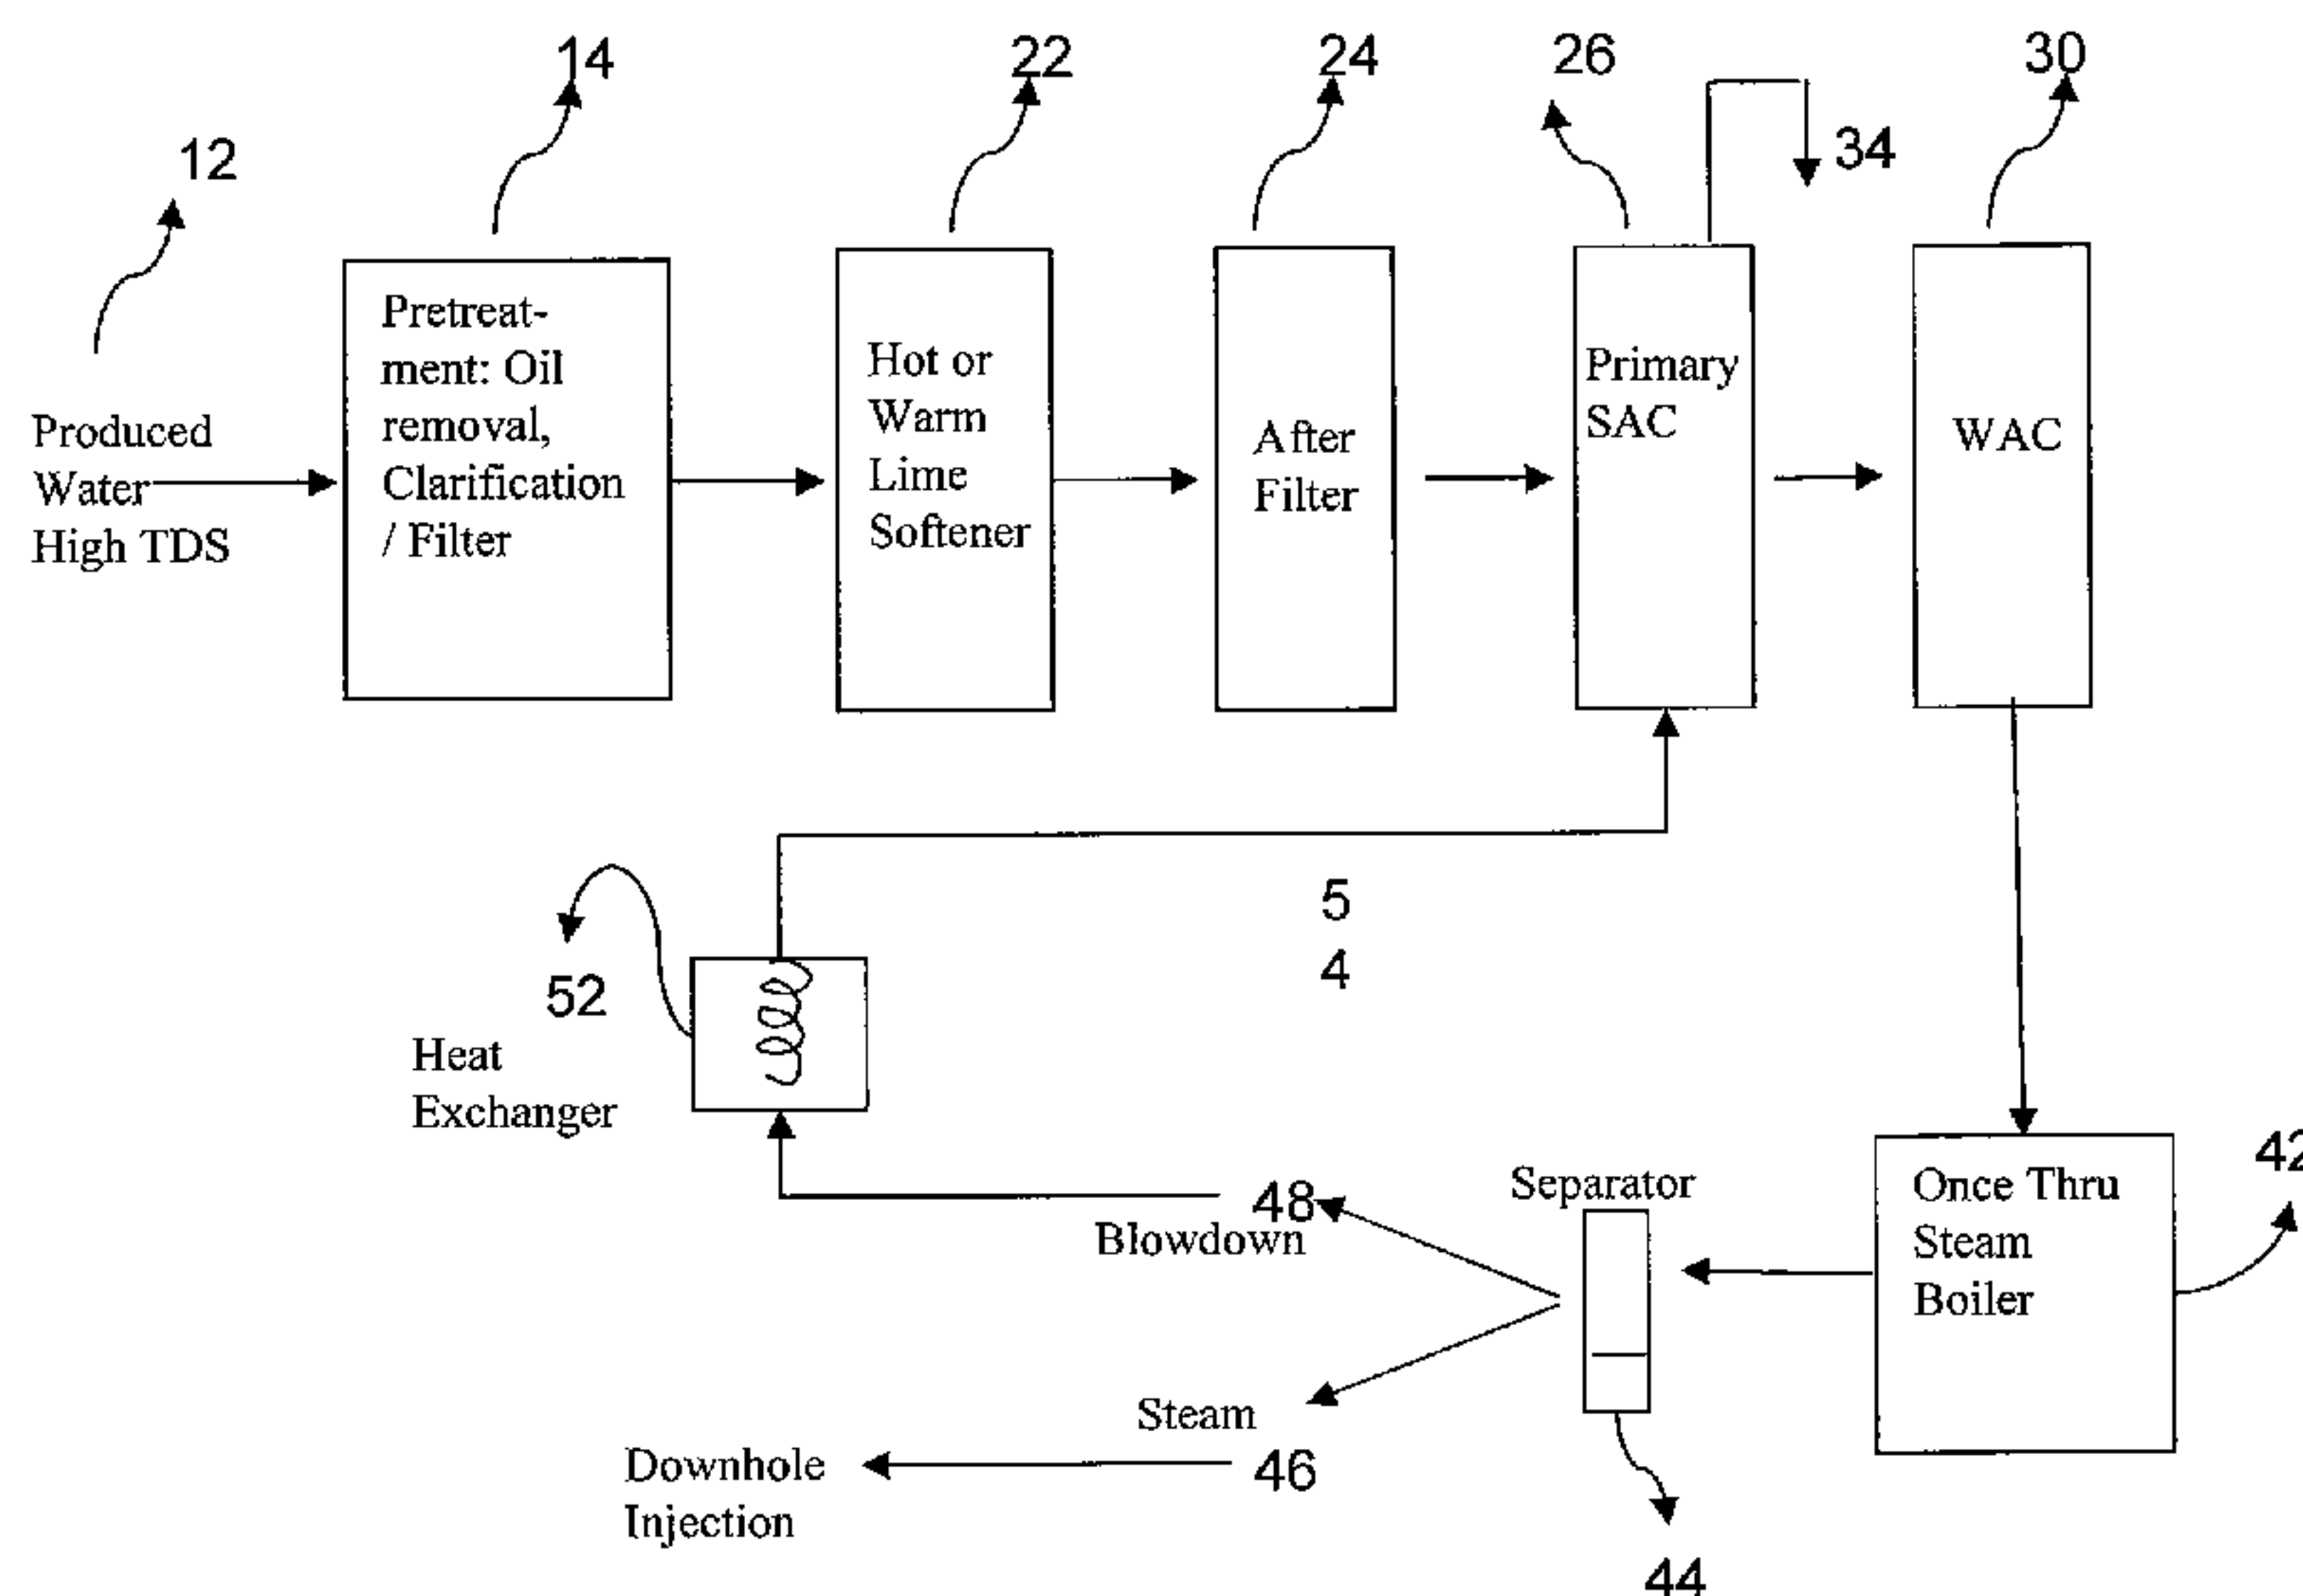 14
22
24
26
30
12
34
Pretreat-
ment: Oil
removal,
Clarification
/ Filter
Hot or
Warm
Lime
Softener
After
Filter
Primary
SAC
WAC
Produced
Water
High TDS
5
4
52
Heat
Exchanger
48
Blowdown
Separator
Once Thru
Steam
Boiler
42
Steam
46
Downhole
Injection
44